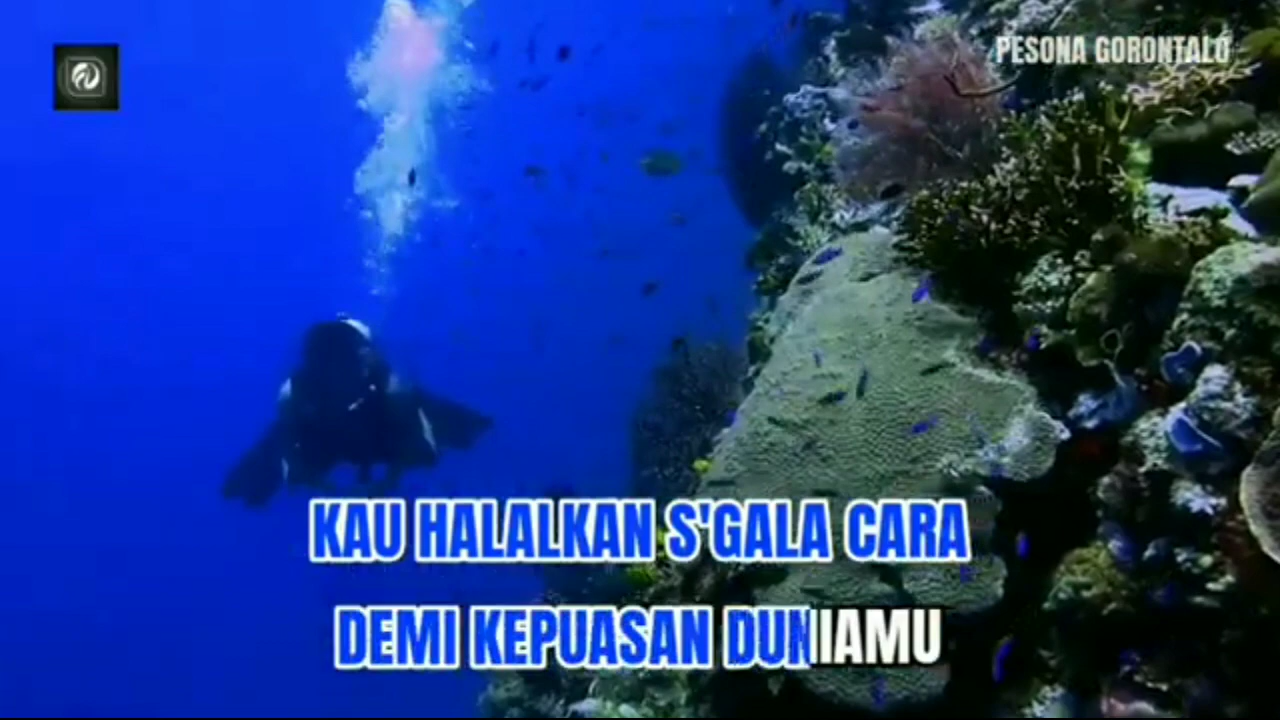 PESONA GORONTALO
KAU HALALKAN S'GALA CARA
DEMI KEPUASAN DUNIAMU